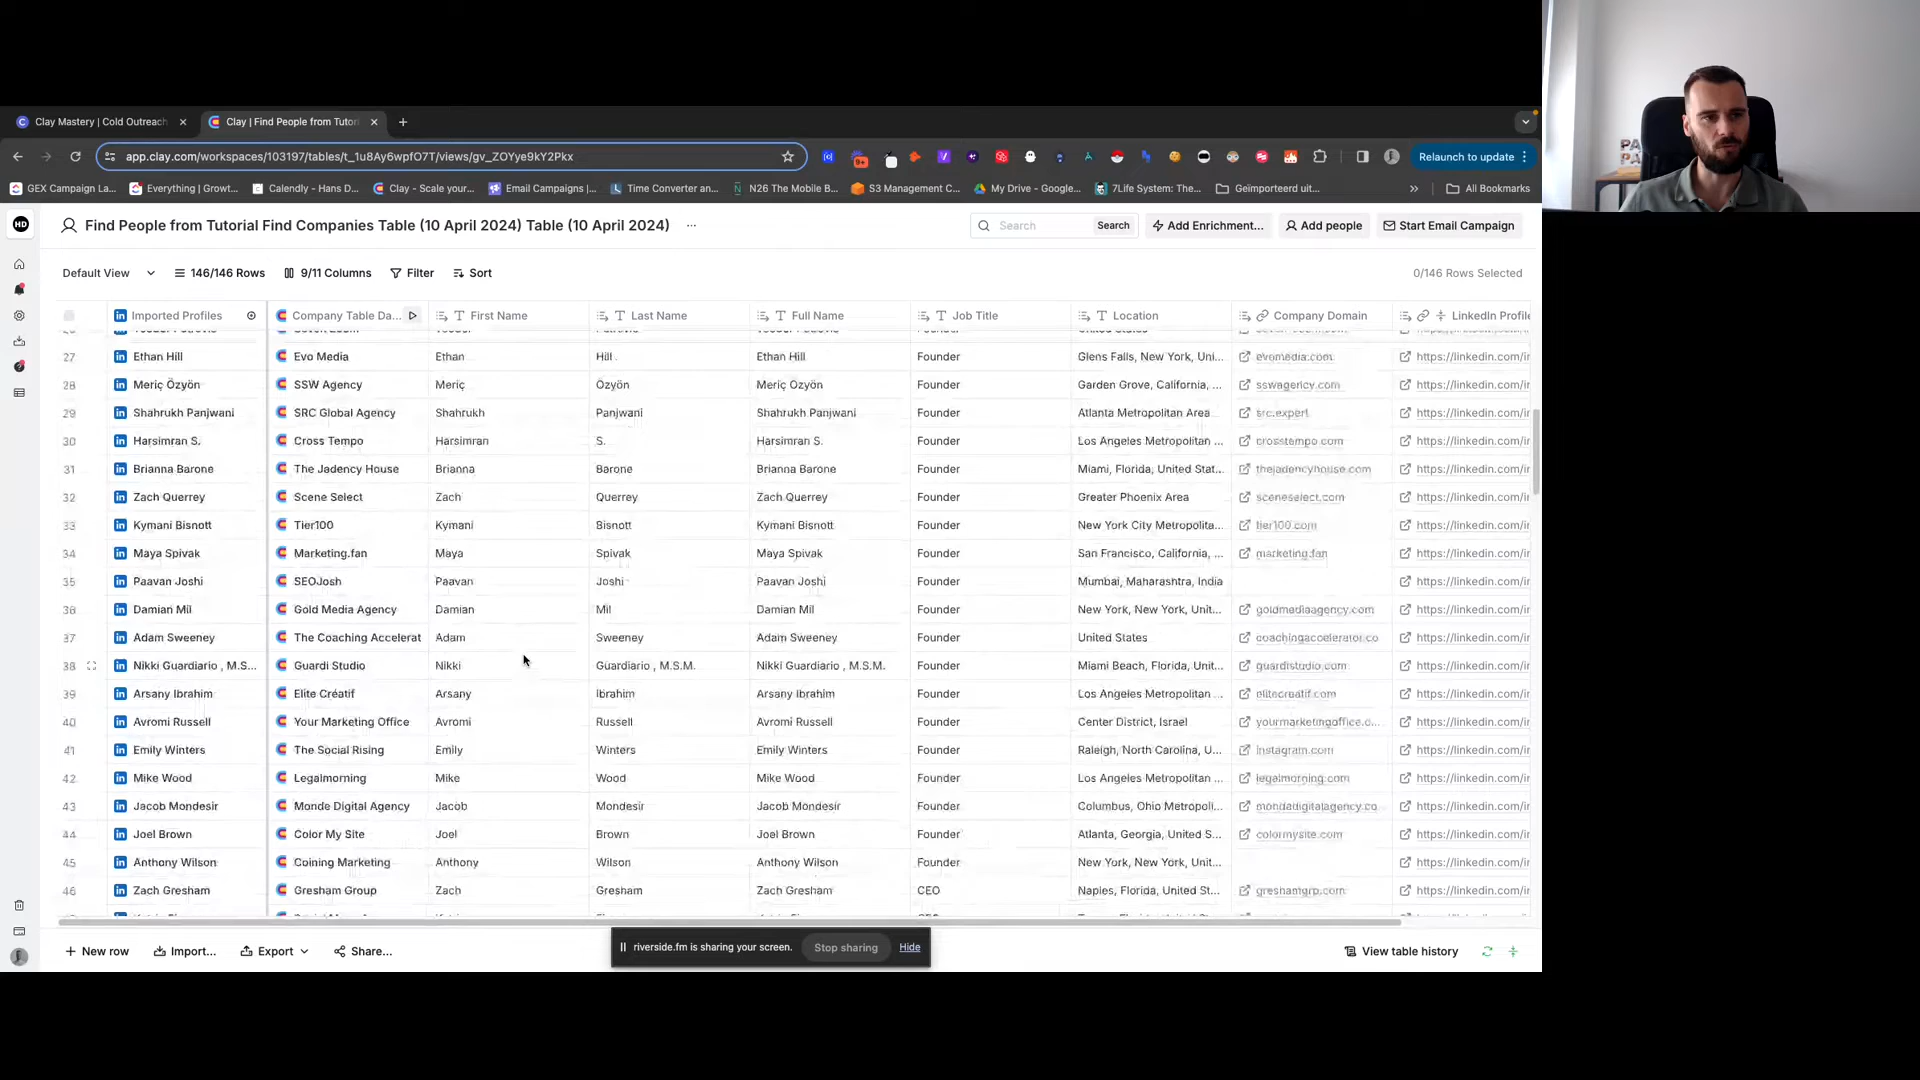 Clay Mastery | Cold Outreach
Clay | Find People from Tutori
app.clay.com/workspaces/103197/tables/t_1u8Ay6wpfO7T/views/gv_ZOYye9kY2Pkx
9+
Relaunch to update
GEX Campaign La... Everything | Growt... Calendly - Hans D... Clay - Scale your... Email Campaigns |... Time Converter an... N26 The Mobile B... S3 Management C... My Drive - Google... 7Life System: The... Geïmporteerd uit... » All Bookmarks
HD
Find People from Tutorial Find Companies Table (10 April 2024) Table (10 April 2024) ...
Search Search Add Enrichment... Add people Start Email Campaign
Default View 146/146 Rows 9/11 Columns Filter Sort 0/146 Rows Selected
Imported Profiles Company Table Da... First Name Last Name Full Name Job Title Location Company Domain LinkedIn Profile
27 Ethan Hill Evo Media Ethan Hill Ethan Hill Founder Glens Falls, New York, Uni... evomedia.com https://linkedin.com/in
28 Meriç Özyön SSW Agency Meriç Özyön Meriç Özyön Founder Garden Grove, California, ... sswagency.com https://linkedin.com/in
29 Shahrukh Panjwani SRC Global Agency Shahrukh Panjwani Shahrukh Panjwani Founder Atlanta Metropolitan Area src.expert https://linkedin.com/in
30 Harsimran S. Cross Tempo Harsimran S. Harsimran S. Founder Los Angeles Metropolitan ... crosstempo.com https://linkedin.com/in
31 Brianna Barone The Jadency House Brianna Barone Brianna Barone Founder Miami, Florida, United Stat... thejadencyhouse.com https://linkedin.com/in
32 Zach Querrey Scene Select Zach Querrey Zach Querrey Founder Greater Phoenix Area sceneselect.com https://linkedin.com/in
33 Kymani Bisnott Tier100 Kymani Bisnott Kymani Bisnott Founder New York City Metropolita... tier100.com https://linkedin.com/in
34 Maya Spivak Marketing.fan Maya Spivak Maya Spivak Founder San Francisco, California, ... marketing.fan https://linkedin.com/in
35 Paavan Joshi SEOJosh Paavan Joshi Paavan Joshi Founder Mumbai, Maharashtra, India https://linkedin.com/in
36 Damian Mil Gold Media Agency Damian Mil Damian Mil Founder New York, New York, Unit... goldmediaagency.com https://linkedin.com/in
37 Adam Sweeney The Coaching Accelerat Adam Sweeney Adam Sweeney Founder United States coachingaccelerator.co https://linkedin.com/in
38 Nikki Guardiario , M.S... Guardi Studio Nikki Guardiario , M.S.M. Nikki Guardiario , M.S.M. Founder Miami Beach, Florida, Unit... guardistudio.com https://linkedin.com/in
39 Arsany Ibrahim Elite Créatif Arsany Ibrahim Arsany Ibrahim Founder Los Angeles Metropolitan ... elitecreatif.com https://linkedin.com/in
40 Avromi Russell Your Marketing Office Avromi Russell Avromi Russell Founder Center District, Israel yourmarketingoffice.c... https://linkedin.com/in
41 Emily Winters The Social Rising Emily Winters Emily Winters Founder Raleigh, North Carolina, U... instagram.com https://linkedin.com/in
42 Mike Wood Legalmorning Mike Wood Mike Wood Founder Los Angeles Metropolitan ... legalmorning.com https://linkedin.com/in
43 Jacob Mondesir Monde Digital Agency Jacob Mondesir Jacob Mondesir Founder Columbus, Ohio Metropoli... mondedigitalagency.co https://linkedin.com/in
44 Joel Brown Color My Site Joel Brown Joel Brown Founder Atlanta, Georgia, United S... colormysite.com https://linkedin.com/in
45 Anthony Wilson Coining Marketing Anthony Wilson Anthony Wilson Founder New York, New York, Unit... https://linkedin.com/in
46 Zach Gresham Gresham Group Zach Gresham Zach Gresham CEO Naples, Florida, United St... greshamgrp.com https://linkedin.com/in
New row Import... Export Share... View table history
riverside.fm is sharing your screen. Stop sharing Hide